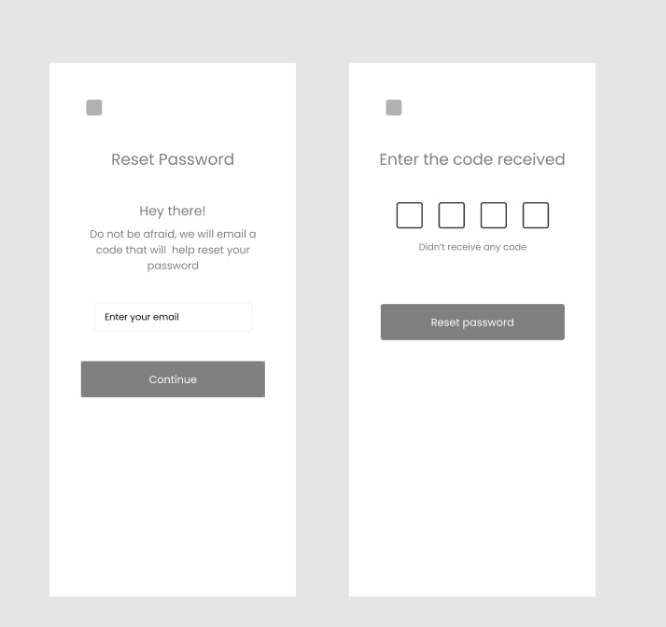 Reset Password
Hey there!
Do not be afraid, we will email a
code that will  help reset your
password
Enter your email
Continue
Enter the code received
Didn't receive any code
Reset password